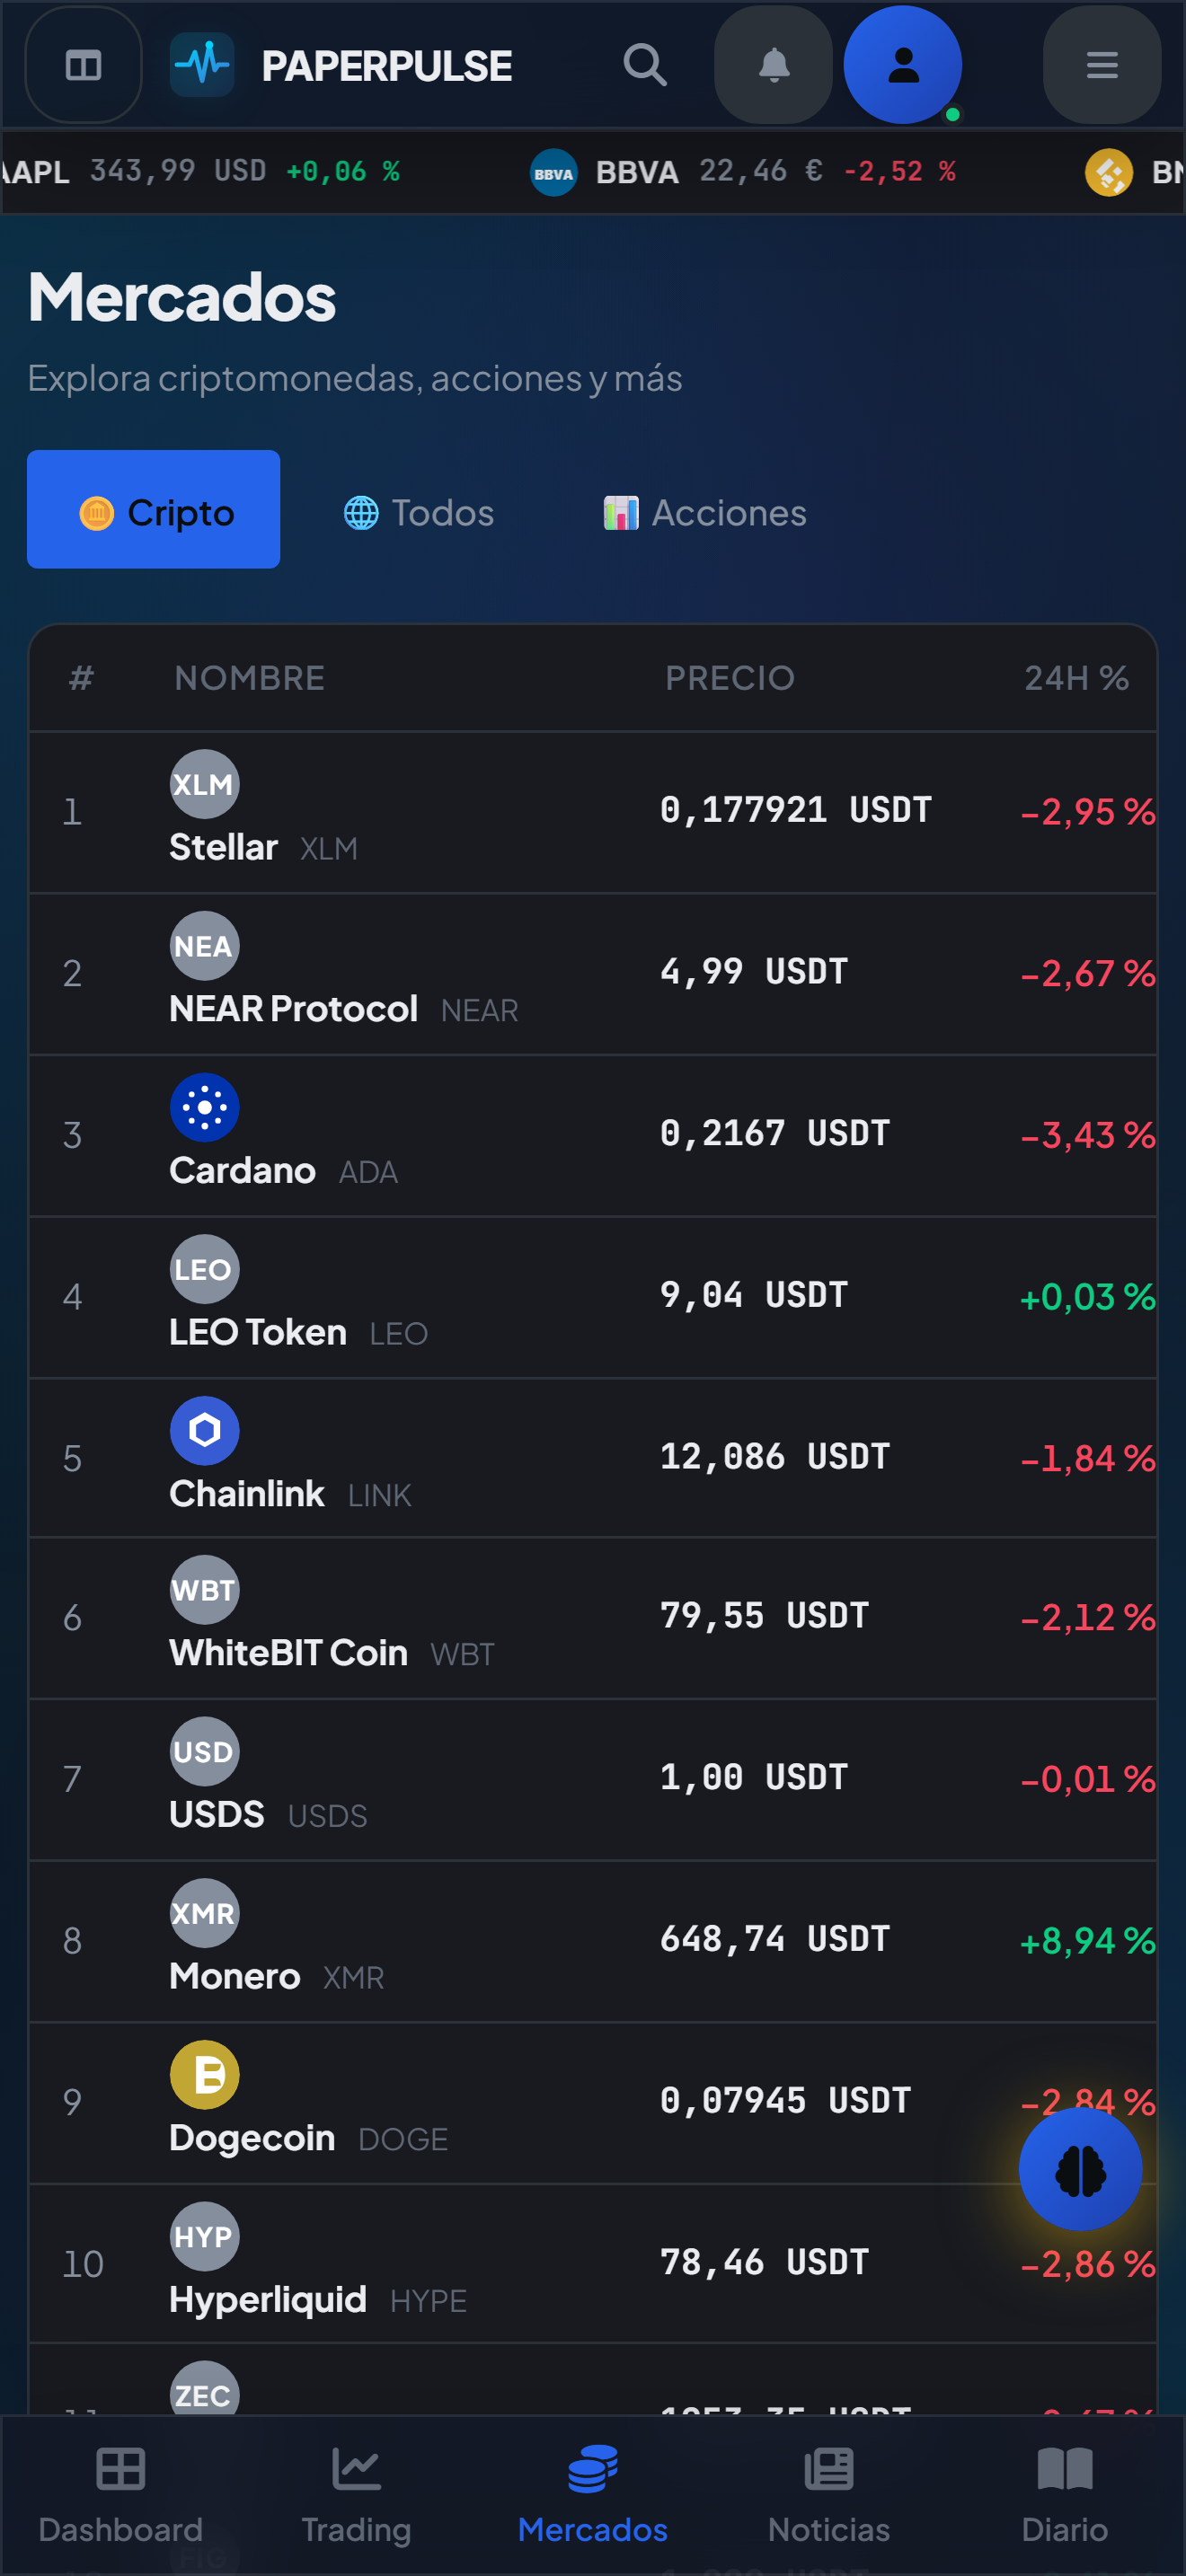 PAPERPULSE
AAPL 343,99 USD +0,06 % BBVA BBVA 22,46 € -2,52 %
Mercados
Explora criptomonedas, acciones y más
Cripto Todos Acciones
# NOMBRE PRECIO 24H %
XLM
1 Stellar XLM 0,177921 USDT -2,95 %
NEA
2 NEAR Protocol NEAR 4,99 USDT -2,67 %
3 Cardano ADA 0,2167 USDT -3,43 %
LEO
4 LEO Token LEO 9,04 USDT +0,03 %
5 Chainlink LINK 12,086 USDT -1,84 %
WBT
6 WhiteBIT Coin WBT 79,55 USDT -2,12 %
USD
7 USDS USDS 1,00 USDT -0,01 %
XMR
8 Monero XMR 648,74 USDT +8,94 %
9 Dogecoin DOGE 0,07945 USDT -2,84 %
HYP
10 Hyperliquid HYPE 78,46 USDT -2,86 %
ZEC
Dashboard Trading Mercados Noticias Diario